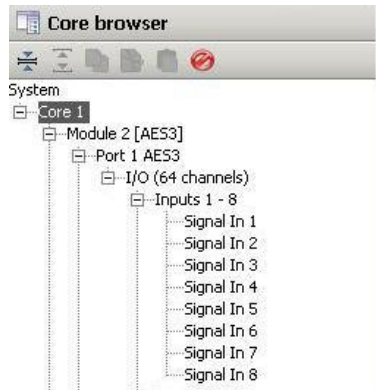 Core browser
System
Core 1
Module 2 [AES3]
Port 1 AES3
I/O (64 channels)
Inputs 1 - 8
Signal In 1
Signal In 2
Signal In 3
Signal In 4
Signal In 5
Signal In 6
Signal In 7
Signal In 8